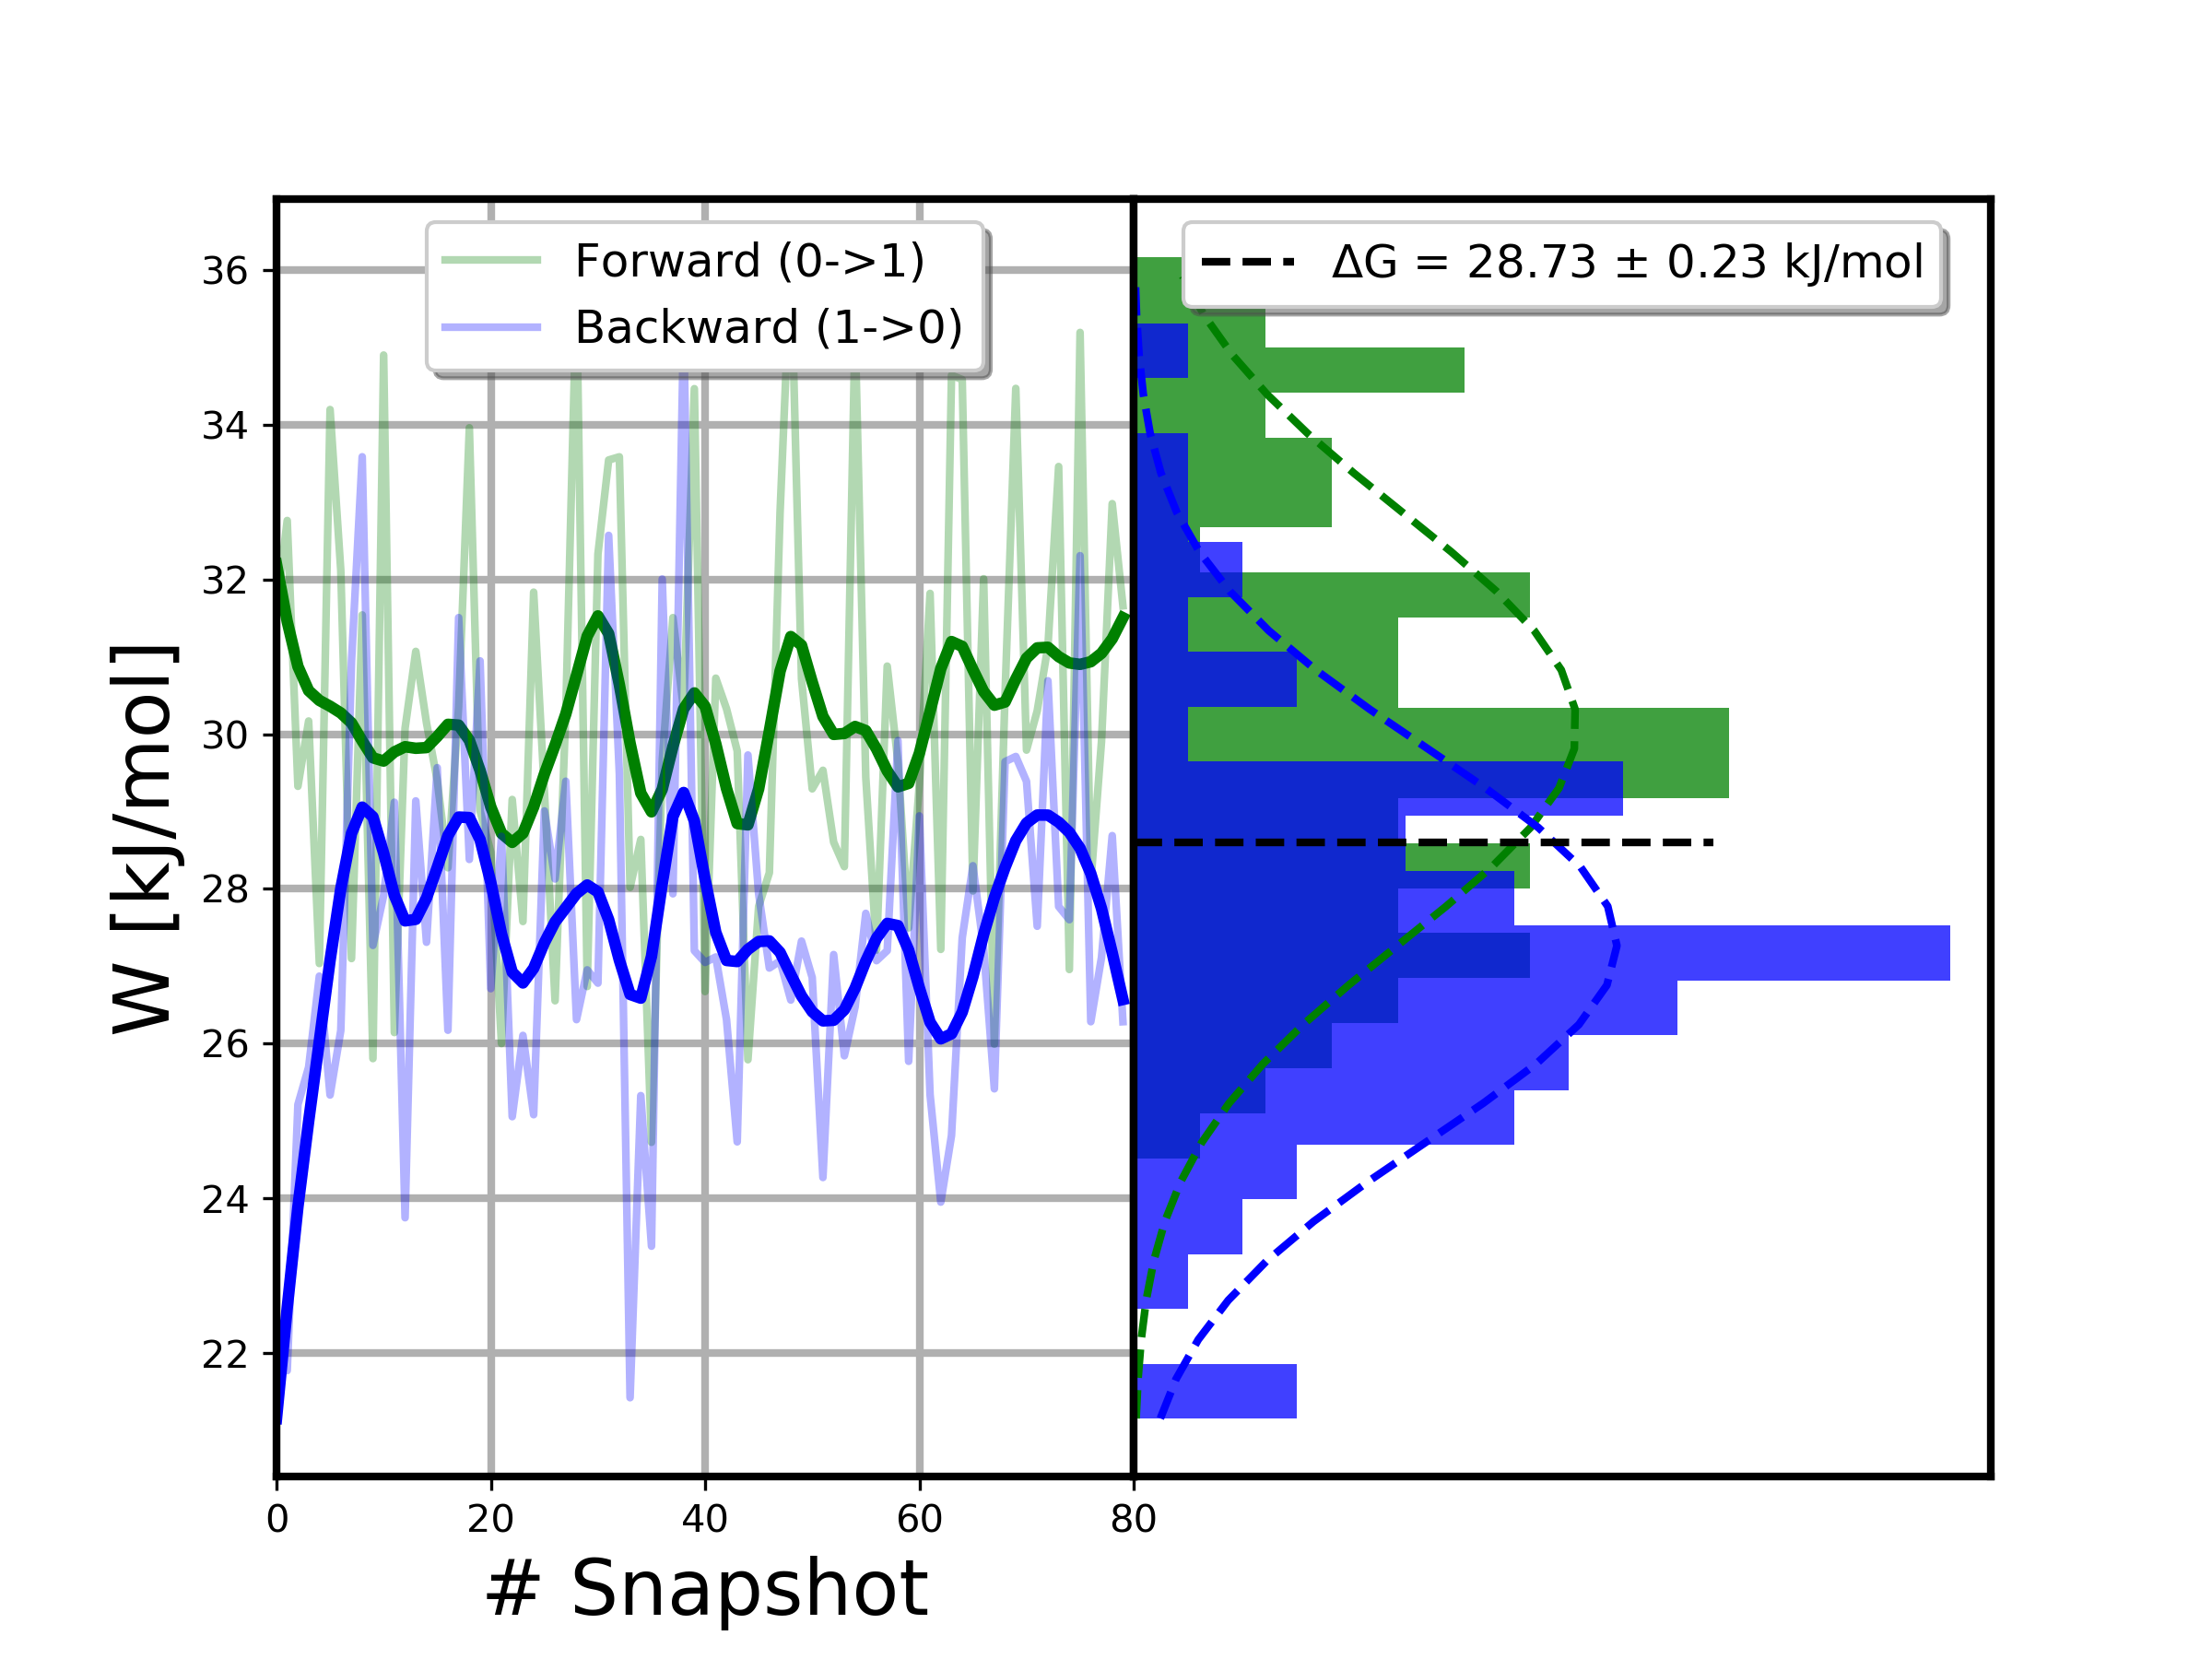 Forward (0->1)
Backward (1->0)
ΔG = 28.73 ± 0.23 kJ/mol
36
34
32
30
28
26
24
22
W [kJ/mol]
0 20 40 60 80
# Snapshot